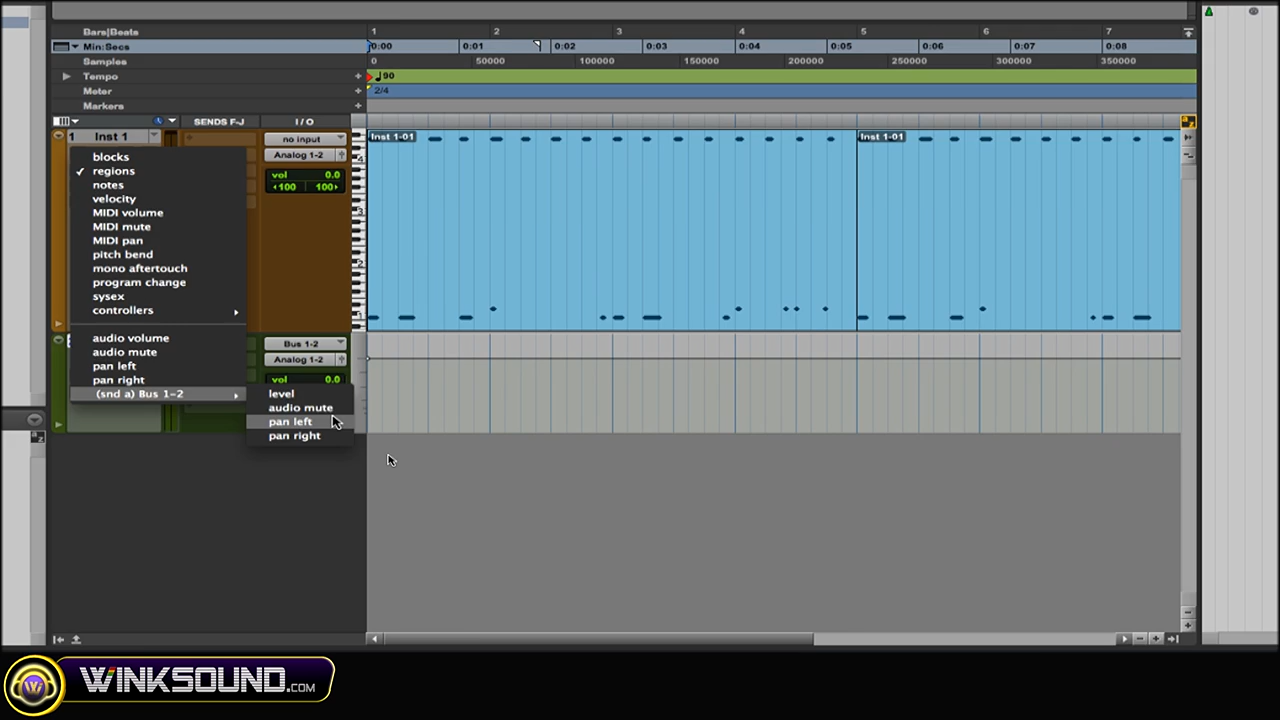 Bars|Beats 1 2 3 4 5 6 7
Min:Secs 0:00 0:01 0:02 0:03 0:04 0:05 0:06 0:07 0:08
Samples 0 50000 100000 150000 200000 250000 300000 350000
Tempo + 90
Meter + 2/4
Markers +
SENDS F-J I / O
1 Inst 1 no input Inst 1-01 Inst 1-01
Analog 1-2
vol 0.0
100 100
blocks
✓ regions
notes
velocity
MIDI volume
MIDI mute
MIDI pan
pitch bend
mono aftertouch
program change
sysex
controllers
audio volume
audio mute
pan left
pan right
(snd a) Bus 1-2
level
audio mute
pan left
pan right
4
3
2
1
Bus 1-2
Analog 1-2
vol 0.0
WINKSOUND.COM